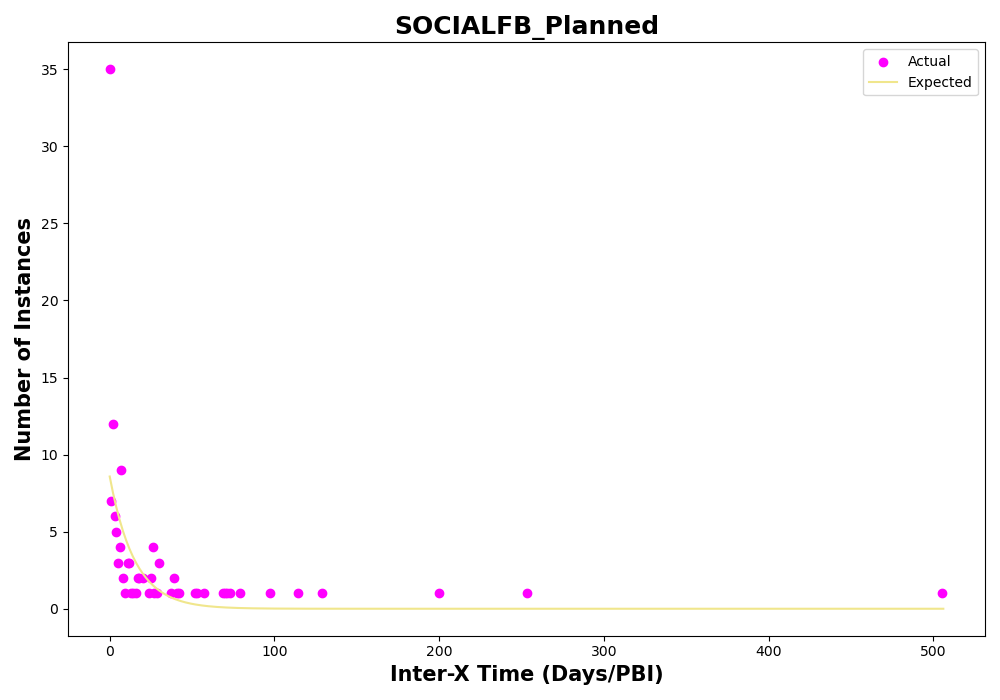 SOCIALFB_Planned
Actual
Expected
Number of Instances
35
30
25
20
15
10
5
0
0 100 200 300 400 500
Inter-X Time (Days/PBI)